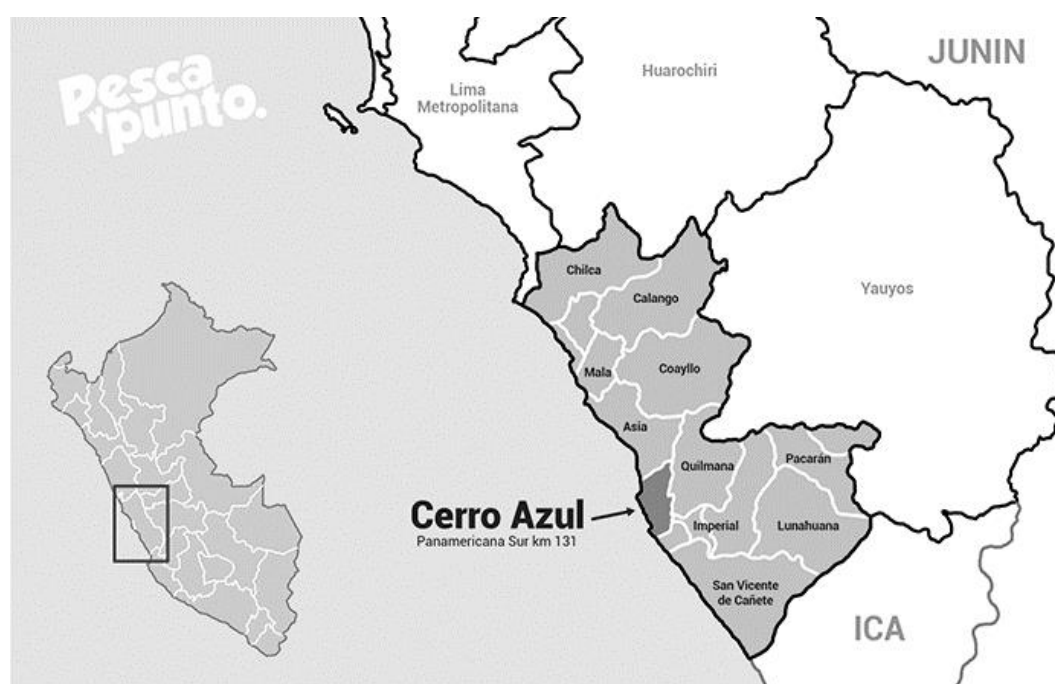 Pesca
y punto.
JUNIN
Huarochiri
Lima
Metropolitana
Yauyos
Chilca
Calango
Mala
Coayllo
Asia
Quilmana
Pacarán
Cerro Azul
Panamericana Sur km 131
Imperial
Lunahuana
San Vicente
de Cañete
ICA